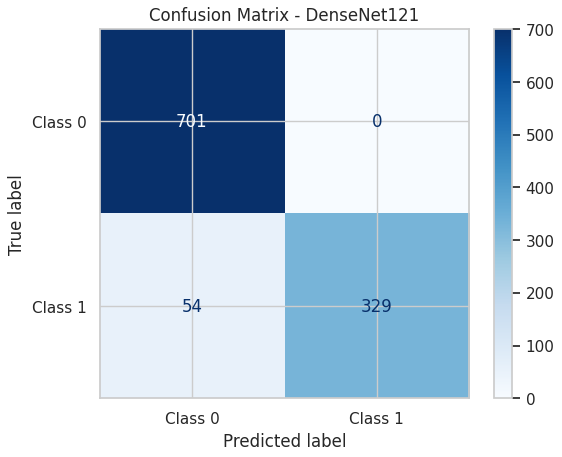 Confusion Matrix - DenseNet121
True label
Class 0
701
0
Class 1
54
329
Class 0
Class 1
Predicted label
700
600
500
400
300
200
100
0